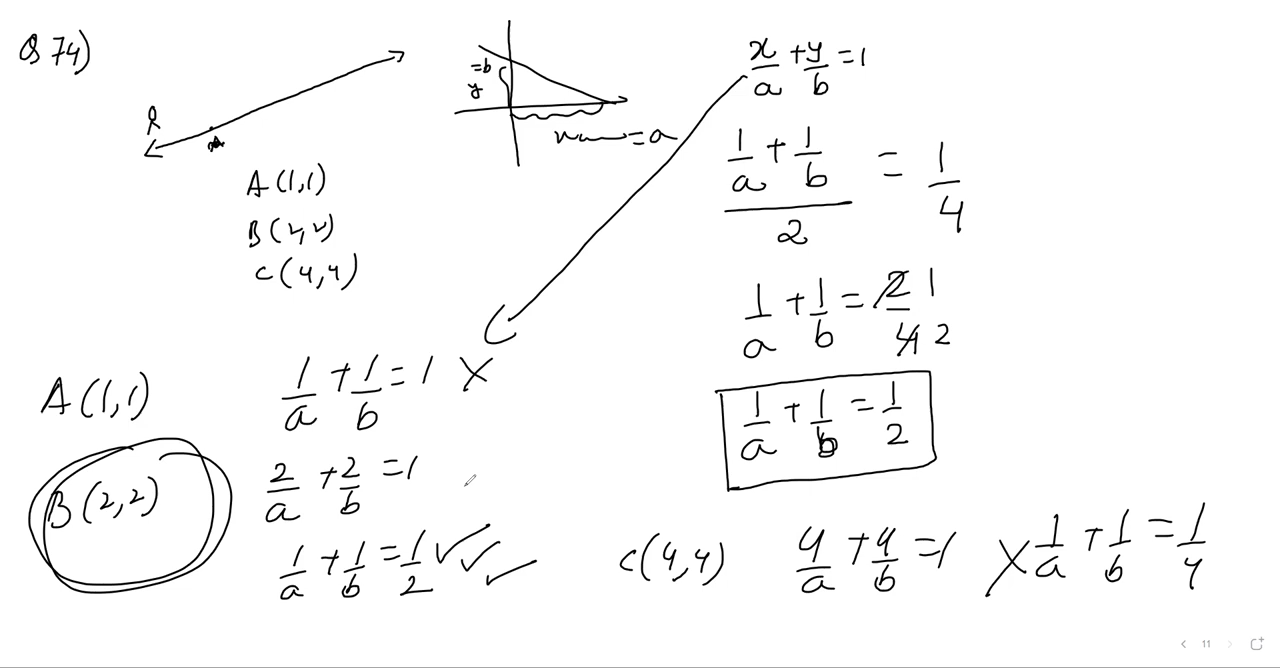 Q 74)
l
=b
y
=a
x/a + y/b = 1
(1/a + 1/b)/2 = 1/4
1/a + 1/b = 2/4 1/2
1/a + 1/b = 1/2
A(1,1)
B(2,2)
C(4,4)
A(1,1) 1/a + 1/b = 1 ×
B(2,2) 2/a + 2/b = 1
1/a + 1/b = 1/2 ✓✓✓
C(4,4) 4/a + 4/b = 1 × 1/a + 1/b = 1/4
< 11 >